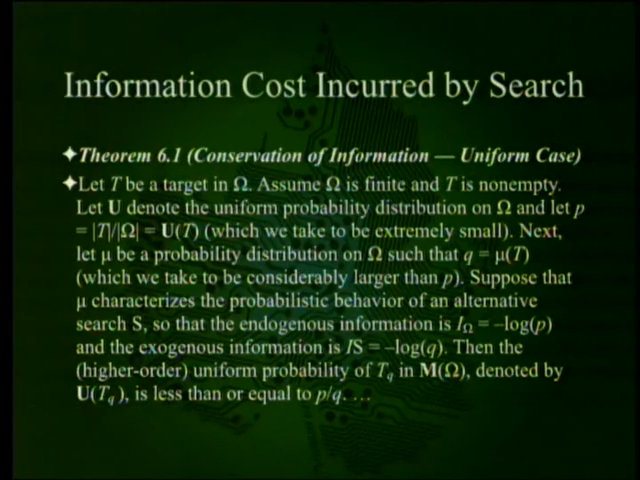 Information Cost Incurred by Search
✦Theorem 6.1 (Conservation of Information — Uniform Case)
✦Let T be a target in Ω. Assume Ω is finite and T is nonempty.
Let U denote the uniform probability distribution on Ω and let p
= |T|/|Ω| = U(T) (which we take to be extremely small). Next,
let μ be a probability distribution on Ω such that q = μ(T)
(which we take to be considerably larger than p). Suppose that
μ characterizes the probabilistic behavior of an alternative
search S, so that the endogenous information is I_Ω = –log(p)
and the exogenous information is IS = –log(q). Then the
(higher-order) uniform probability of T_q in M(Ω), denoted by
U(T_q ), is less than or equal to p/q. …